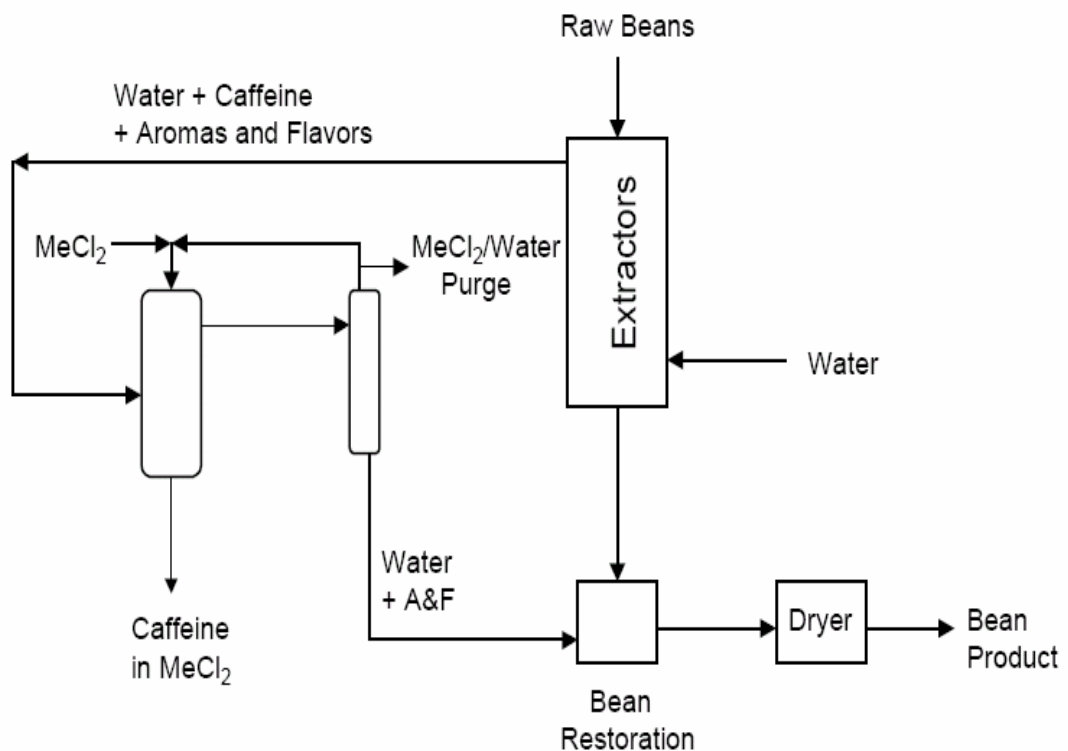 Raw Beans
Water + Caffeine
+ Aromas and Flavors
MeCl₂
MeCl₂/Water
Purge
Extractors
Water
Water
+ A&F
Caffeine
in MeCl₂
Dryer
Bean
Product
Bean
Restoration